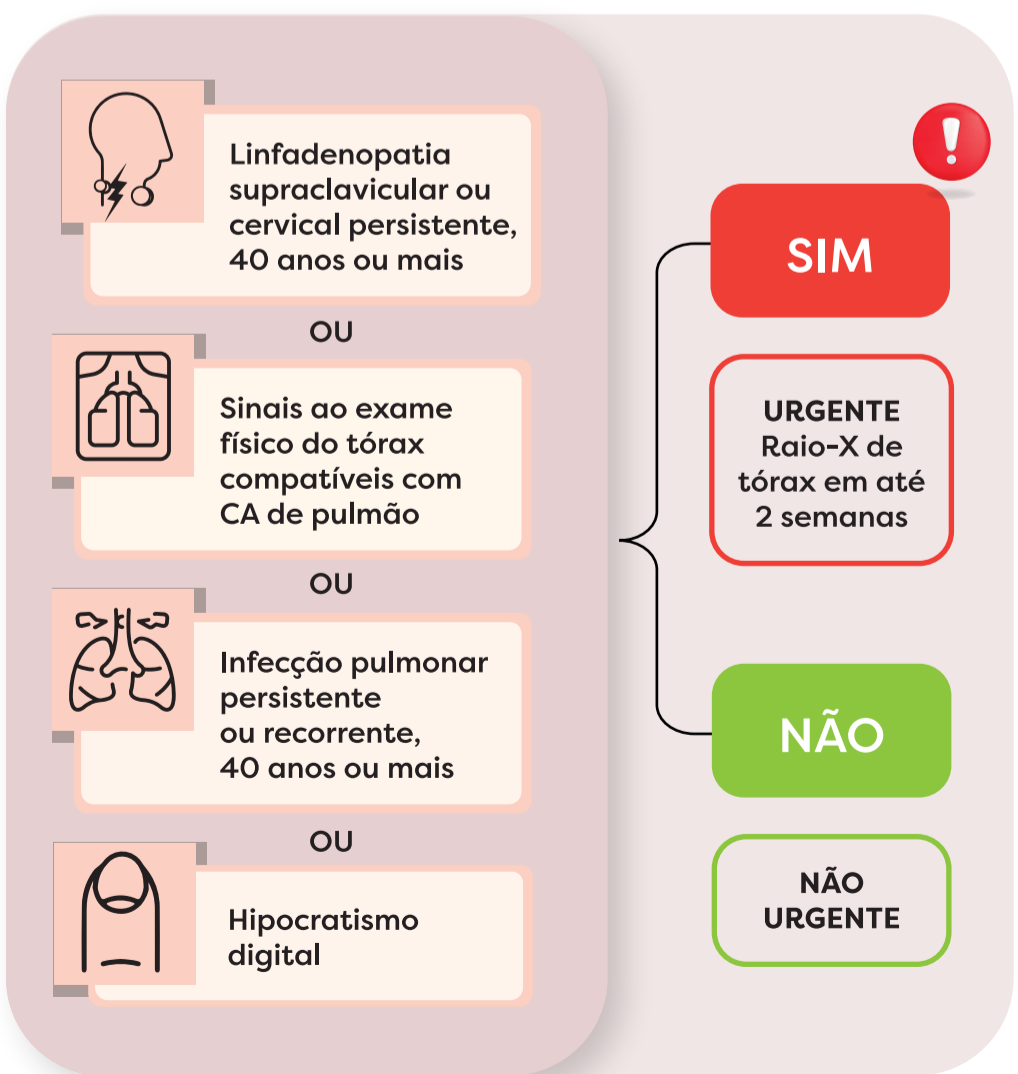 Linfadenopatia
supraclavicular ou
cervical persistente,
40 anos ou mais
OU
Sinais ao exame
físico do tórax
compatíveis com
CA de pulmão
OU
Infecção pulmonar
persistente
ou recorrente,
40 anos ou mais
OU
Hipocratismo
digital
!
SIM
URGENTE
Raio-X de
tórax em até
2 semanas
NÃO
NÃO
URGENTE